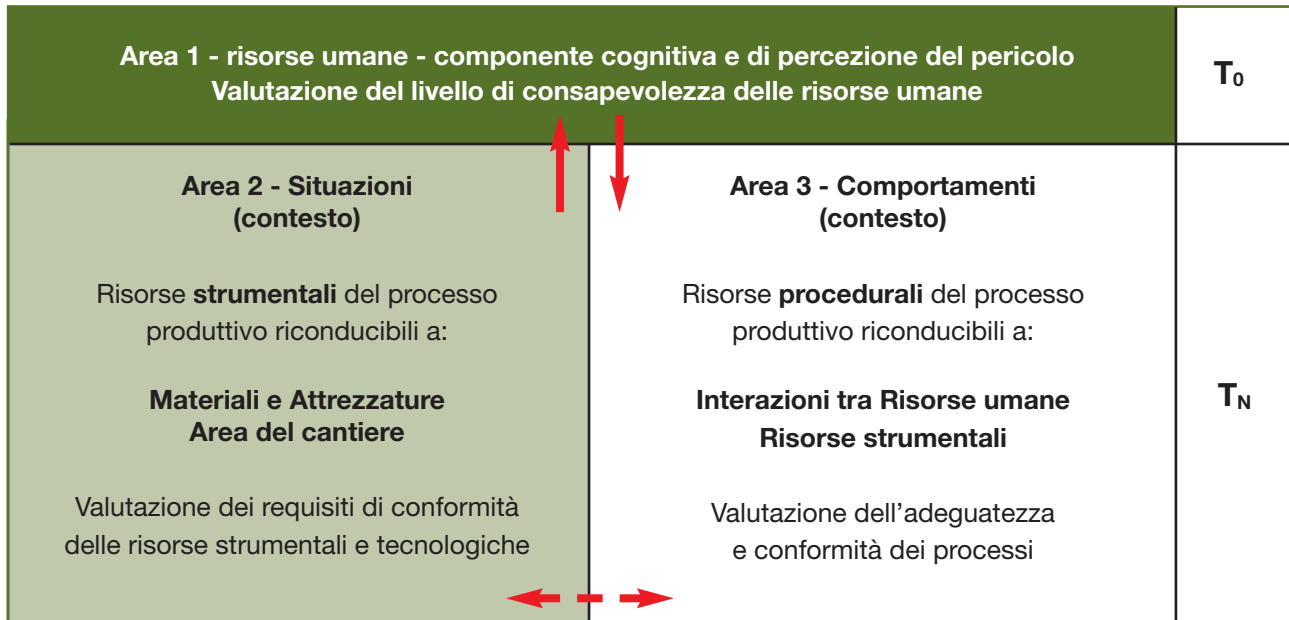 Area 1 - risorse umane - componente cognitiva e di percezione del pericolo
Valutazione del livello di consapevolezza delle risorse umane
T0
Area 2 - Situazioni
(contesto)
Risorse strumentali del processo
produttivo riconducibili a:
Materiali e Attrezzature
Area del cantiere
Valutazione dei requisiti di conformità
delle risorse strumentali e tecnologiche
Area 3 - Comportamenti
(contesto)
Risorse procedurali del processo
produttivo riconducibili a:
Interazioni tra Risorse umane
Risorse strumentali
Valutazione dell’adeguatezza
e conformità dei processi
TN